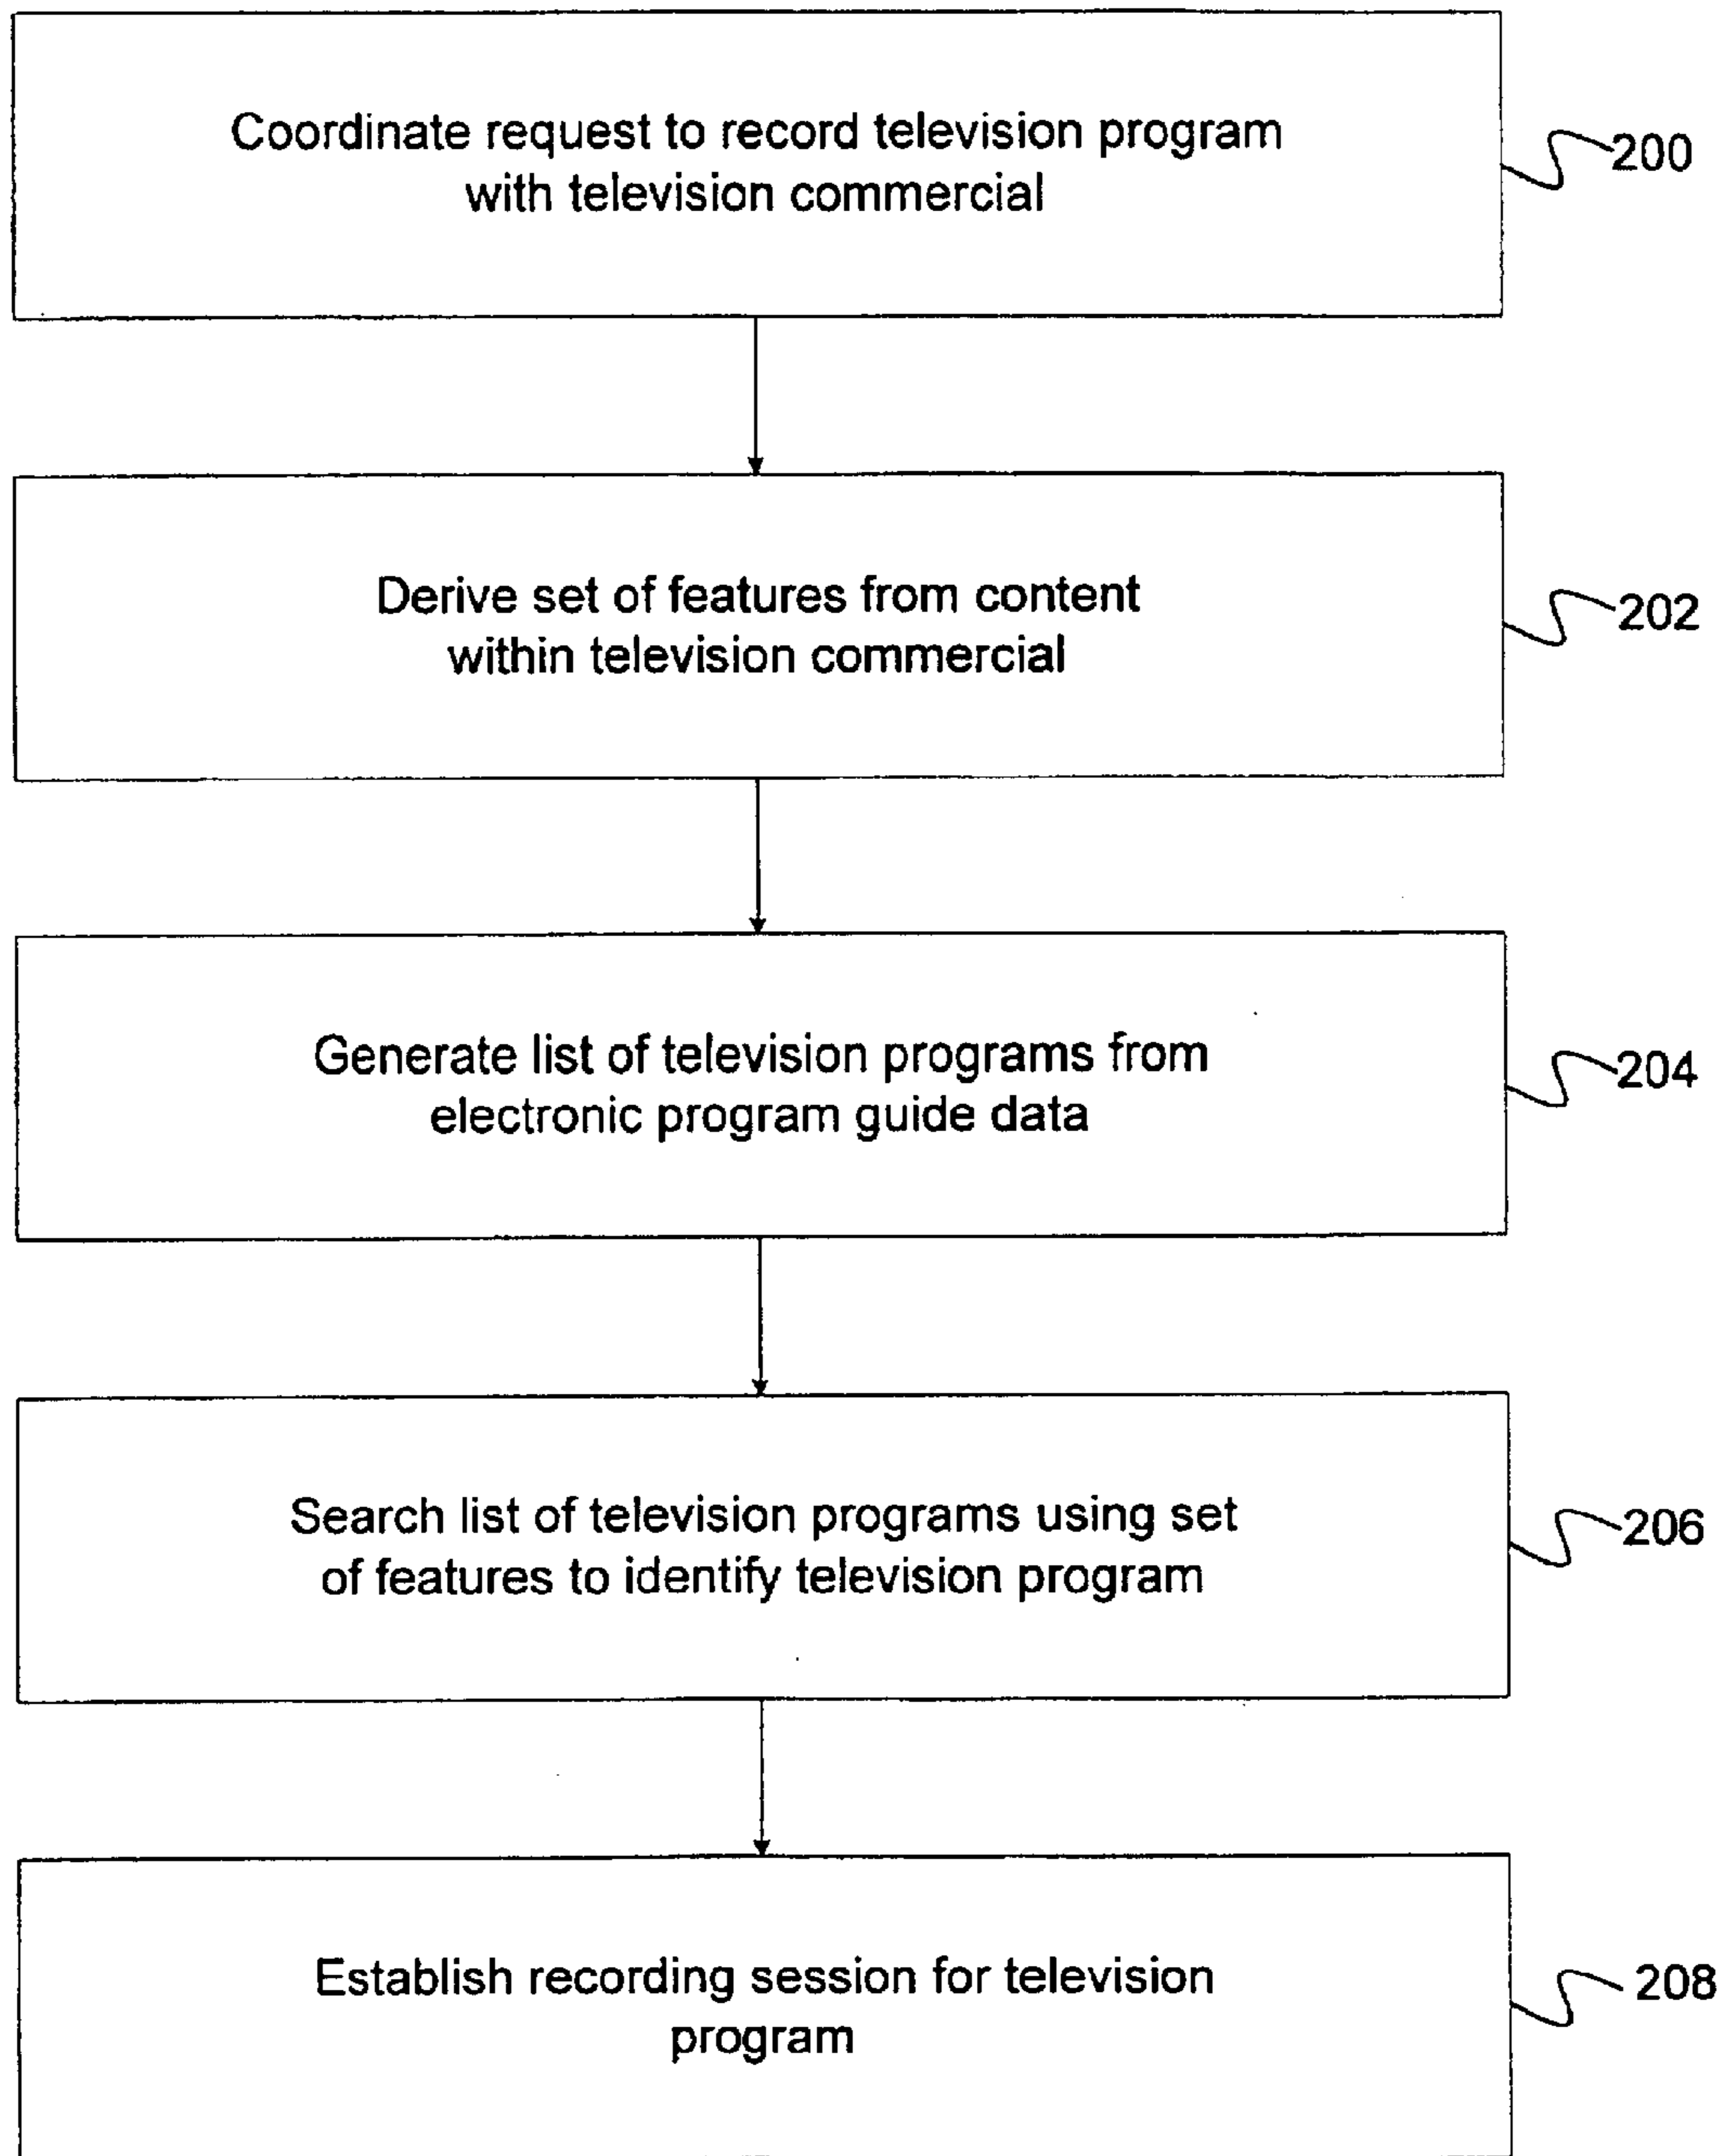 Coordinate request to record television program
with television commercial
200
Derive set of features from content
within television commercial
202
Generate list of television programs from
electronic program guide data
204
Search list of television programs using set
of features to identify television program
206
Establish recording session for television
program
208